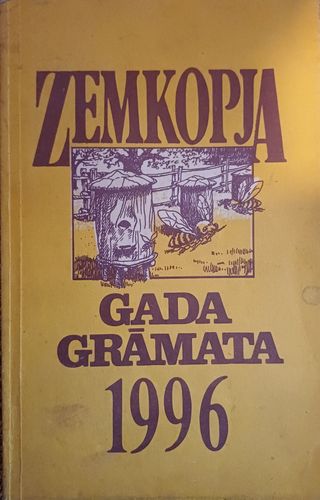 ZEMKOPJA
GADA
GRĀMATA
1996